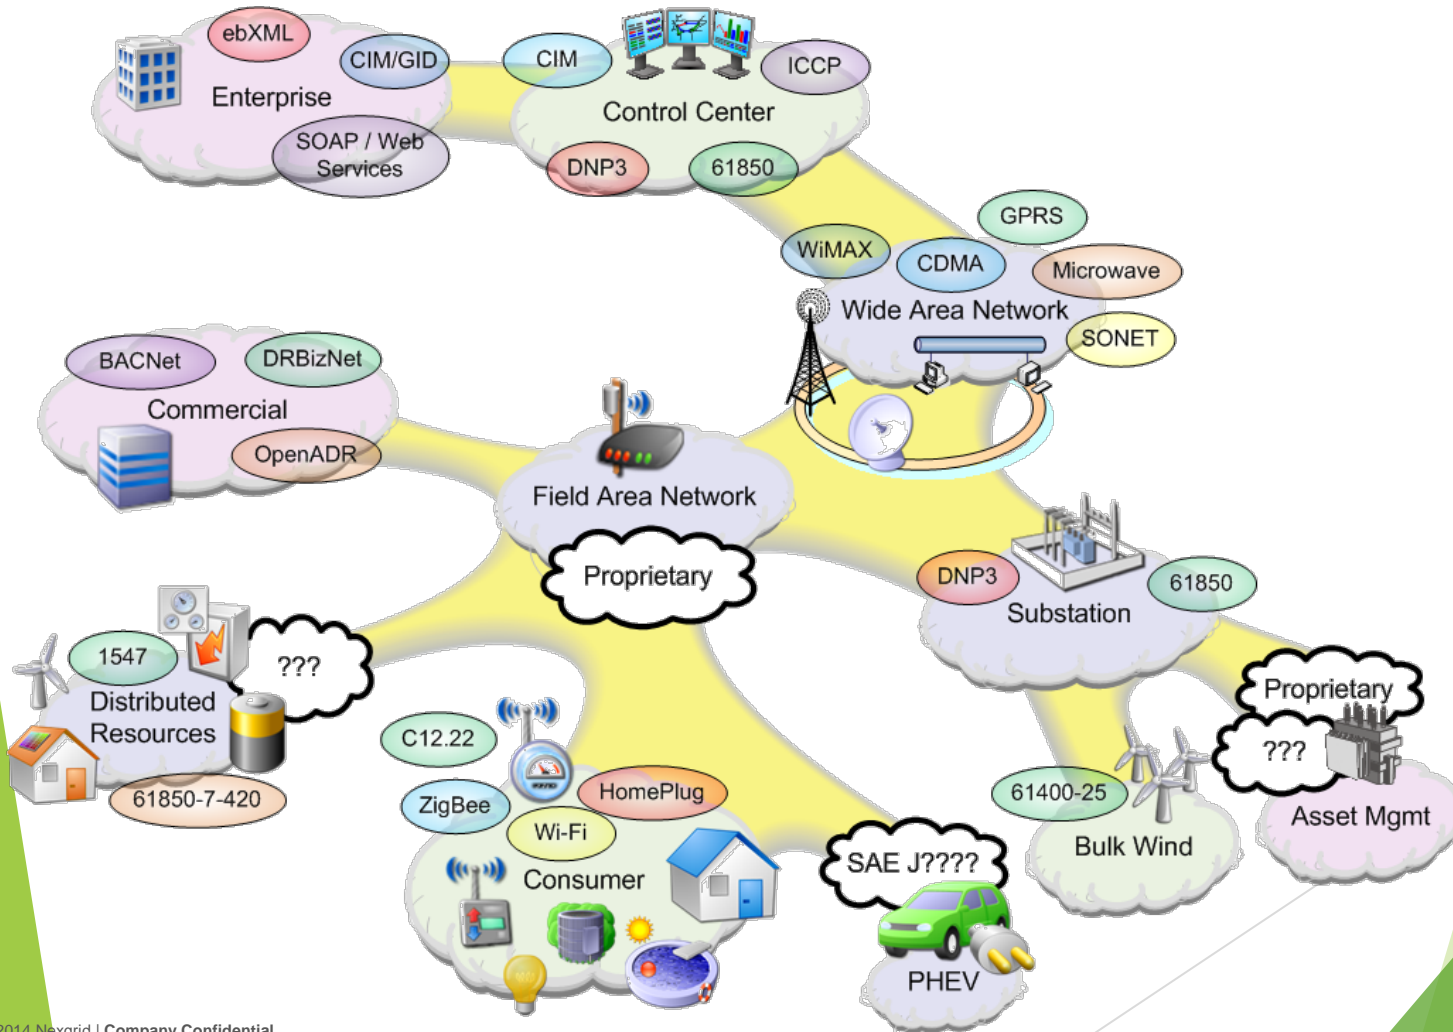 ebXML
CIM/GID
Enterprise
SOAP / Web
Services
CIM
ICCP
Control Center
DNP3
61850
GPRS
WiMAX
CDMA
Microwave
Wide Area Network
SONET
BACNet
DRBizNet
Commercial
OpenADR
Field Area Network
Proprietary
DNP3
61850
Substation
1547
???
Distributed
Resources
61850-7-420
C12.22
ZigBee
HomePlug
Wi-Fi
Consumer
SAE J????
PHEV
61400-25
Bulk Wind
Proprietary
???
Asset Mgmt
2014 Nexgrid | Company Confidential